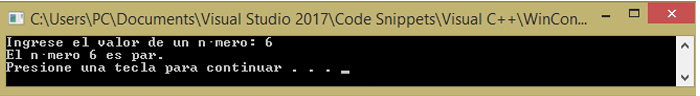 C:\Users\PC\Documents\Visual Studio 2017\Code Snippets\Visual C++\WinCon...
Ingrese el valor de un n·mero: 6
El n·mero 6 es par.
Presione una tecla para continuar . . .